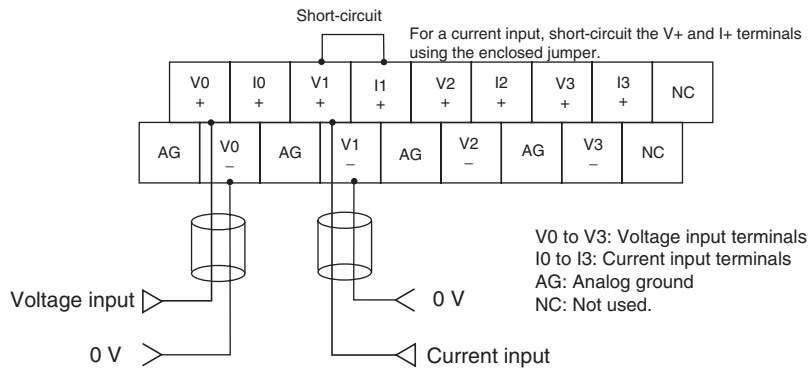 Short-circuit
For a current input, short-circuit the V+ and I+ terminals
using the enclosed jumper.
V0 + I0 + V1 + I1 + V2 + I2 + V3 + I3 + NC
AG V0 − AG V1 − AG V2 − AG V3 − NC
V0 to V3: Voltage input terminals
I0 to I3: Current input terminals
AG: Analog ground
NC: Not used.
Voltage input
0 V
0 V
Current input